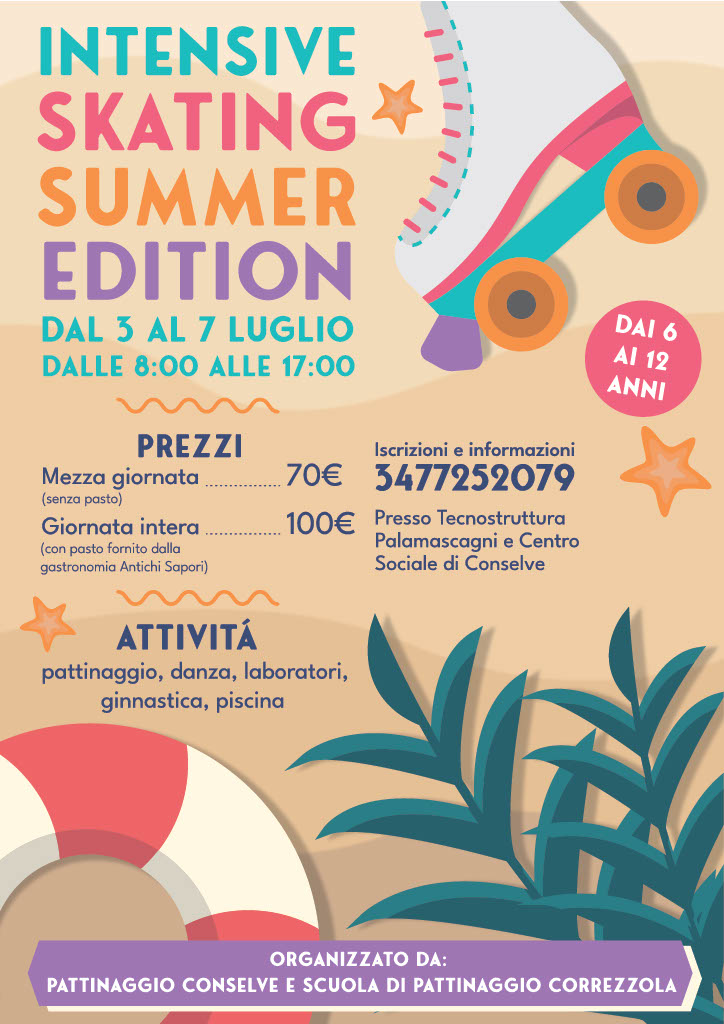 INTENSIVE
SKATING
SUMMER
EDITION
DAL 3 AL 7 LUGLIO
DALLE 8:00 ALLE 17:00
DAI 6
AI 12
ANNI
PREZZI
Mezza giornata ................ 70€
(senza pasto)
Giornata intera ................ 100€
(con pasto fornito dalla
gastronomia Antichi Sapori)
Iscrizioni e informazioni
3477252079
Presso Tecnostruttura
Palamascagni e Centro
Sociale di Conselve
ATTIVITÁ
pattinaggio, danza, laboratori,
ginnastica, piscina
ORGANIZZATO DA:
PATTINAGGIO CONSELVE E SCUOLA DI PATTINAGGIO CORREZZOLA